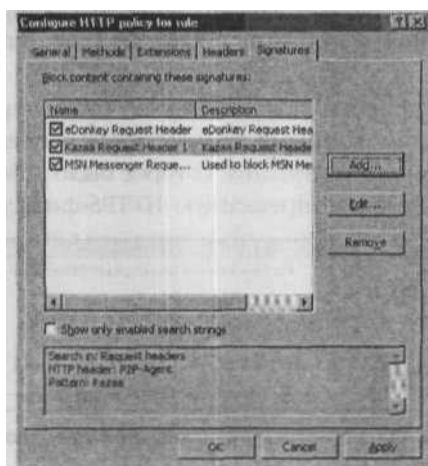 Configure HTTP policy for rule
General Methods Extensions Headers Signatures
Block content containing these signatures:
Name Description
eDonkey Request Header eDonkey Request Hea
Kazaa Request Header 1 Kazaa Request Heade
MSN Messenger Reque... Used to block MSN Me
Add...
Edit...
Remove
Show only enabled search strings
Search in: Request headers
HTTP header: P2P-Agent
Pattern: Kazaa
OK Cancel Apply